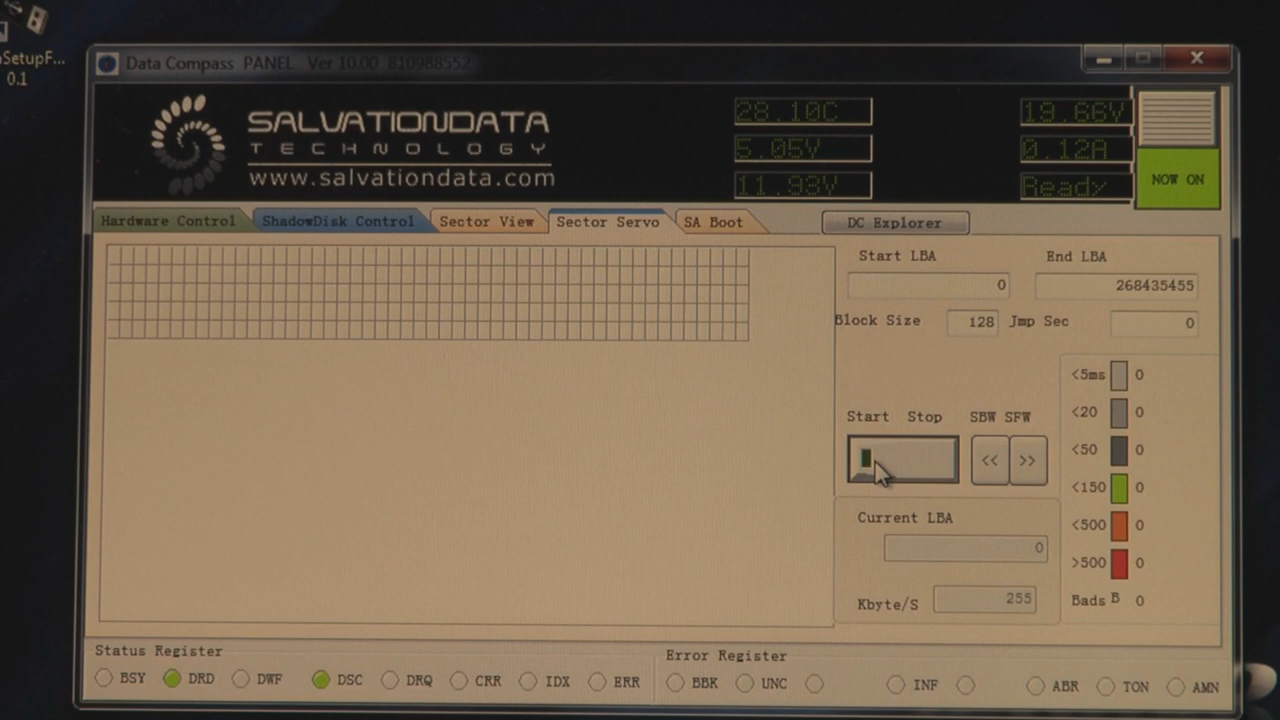 SetupF...
0.1
Data Compass PANEL Ver 10.00 810988552
SALVATIONDATA
TECHNOLOGY
www.salvationdata.com
28.10C
5.05V
11.93V
19.66V
0.12A
Ready
NOW ON
Hardware Control ShadowDisk Control Sector View Sector Servo SA Boot DC Explorer
Start LBA End LBA
0 268435455
Block Size 128 Jmp Sec 0
<5ms 0
<20 0
<50 0
<150 0
<500 0
>500 0
Bads B 0
Start Stop SBW SFW
<< >>
Current LBA
0
Kbyte/S 255
Status Register
BSY DRD DWF DSC DRQ CRR IDX ERR
Error Register
BBK UNC INF ABR TON AMN